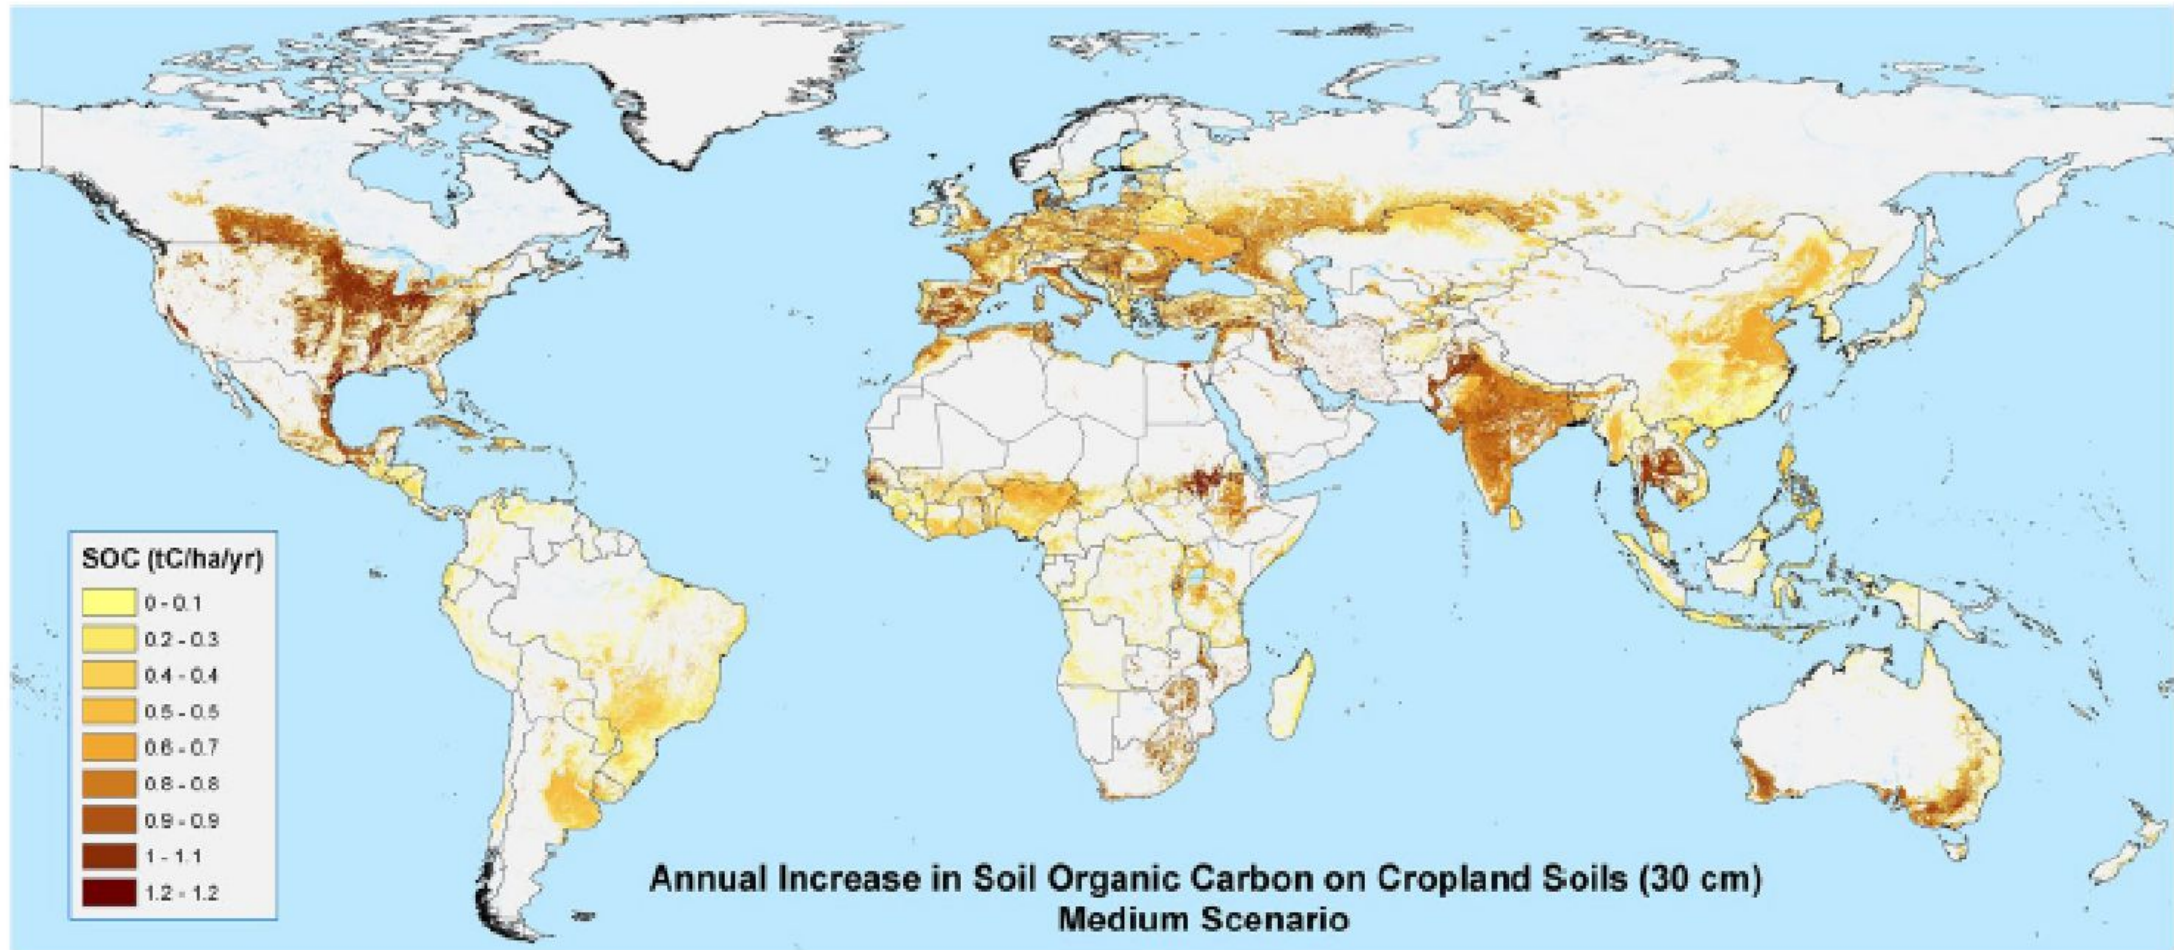 SOC (tC/ha/yr)
0 - 0.1
0.2 - 0.3
0.4 - 0.4
0.5 - 0.5
0.6 - 0.7
0.8 - 0.8
0.9 - 0.9
1 - 1.1
1.2 - 1.2
Annual Increase in Soil Organic Carbon on Cropland Soils (30 cm)
Medium Scenario